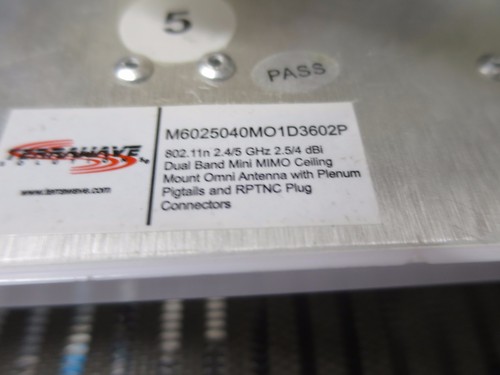 5
PASS
TERRAWAVE
SOLUTIONS
www.terrawave.com
M6025040MO1D3602P
802.11n 2.4/5 GHz 2.5/4 dBi
Dual Band Mini MIMO Ceiling
Mount Omni Antenna with Plenum
Pigtails and RPTNC Plug
Connectors